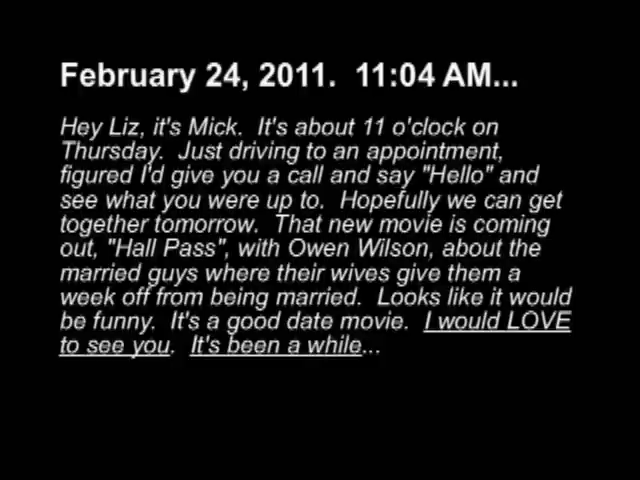 February 24, 2011.  11:04 AM...
Hey Liz, it's Mick.  It's about 11 o'clock on
Thursday.  Just driving to an appointment,
figured I'd give you a call and say "Hello" and
see what you were up to.  Hopefully we can get
together tomorrow.  That new movie is coming
out, "Hall Pass", with Owen Wilson, about the
married guys where their wives give them a
week off from being married.  Looks like it would
be funny.  It's a good date movie.  I would LOVE
to see you.  It's been a while...